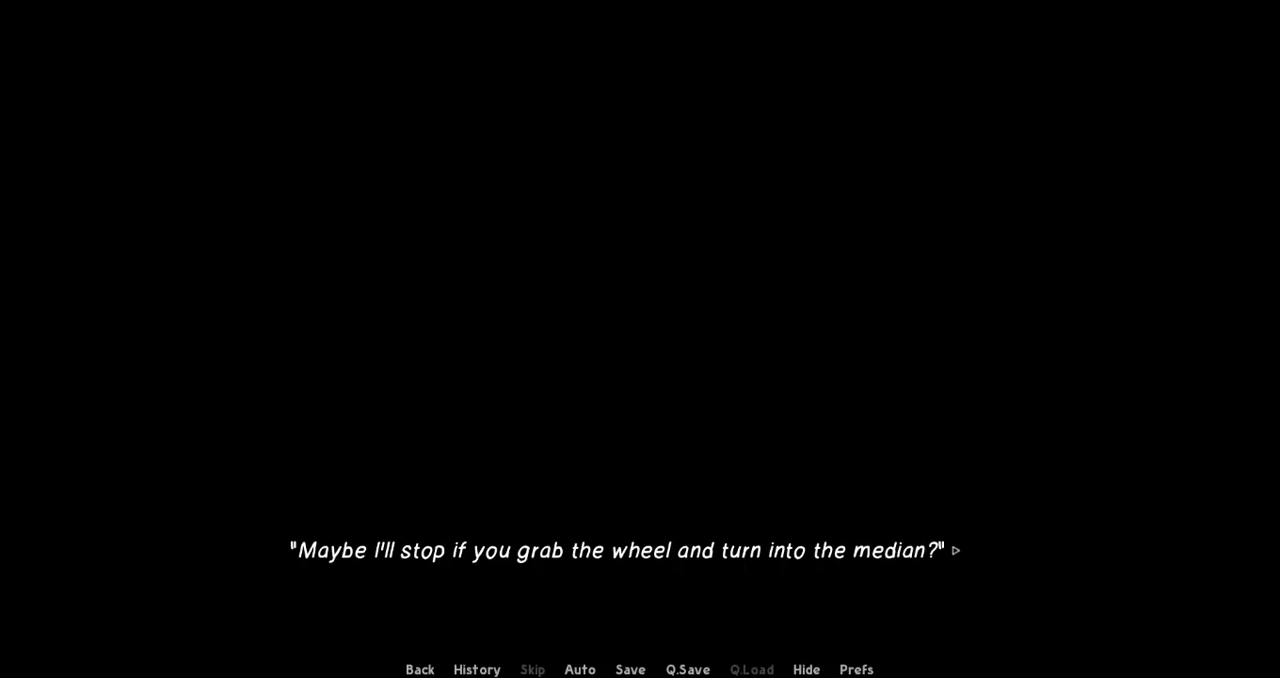 "Maybe I'll stop if you grab the wheel and turn into the median?"
Back History Skip Auto Save Q.Save Q.Load Hide Prefs